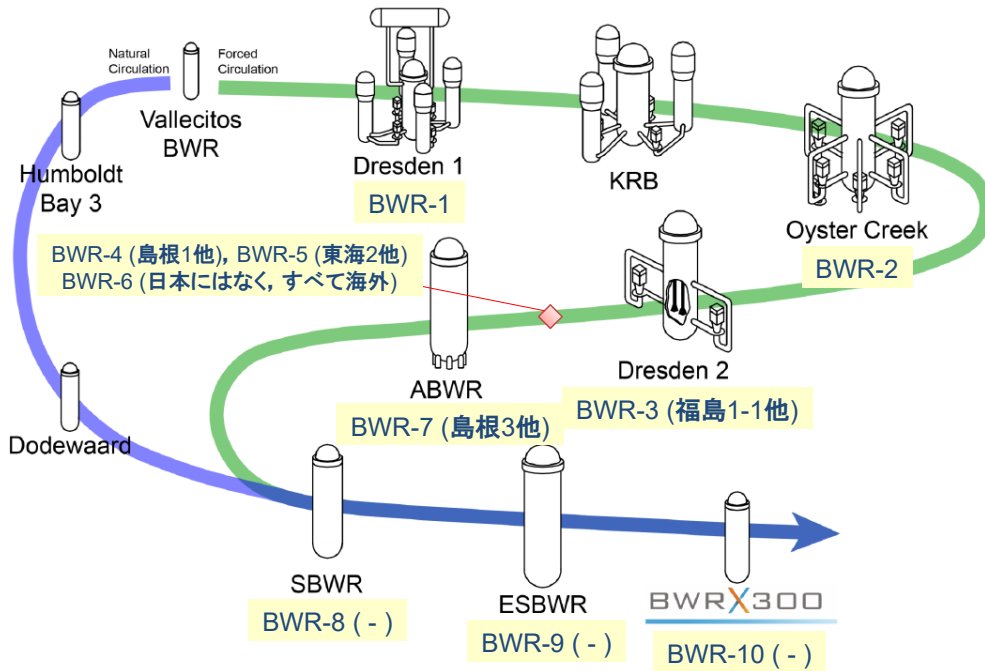 Natural
Circulation
Forced
Circulation
Vallecitos
BWR
Humboldt
Bay 3
Dresden 1
BWR-1
KRB
Oyster Creek
BWR-2
BWR-4 (島根1他), BWR-5 (東海2他)
BWR-6 (日本にはなく, すべて海外)
ABWR
BWR-7 (島根3他)
Dresden 2
BWR-3 (福島1-1他)
Dodewaard
SBWR
BWR-8 ( - )
ESBWR
BWR-9 ( - )
BWRX300
BWR-10 ( - )